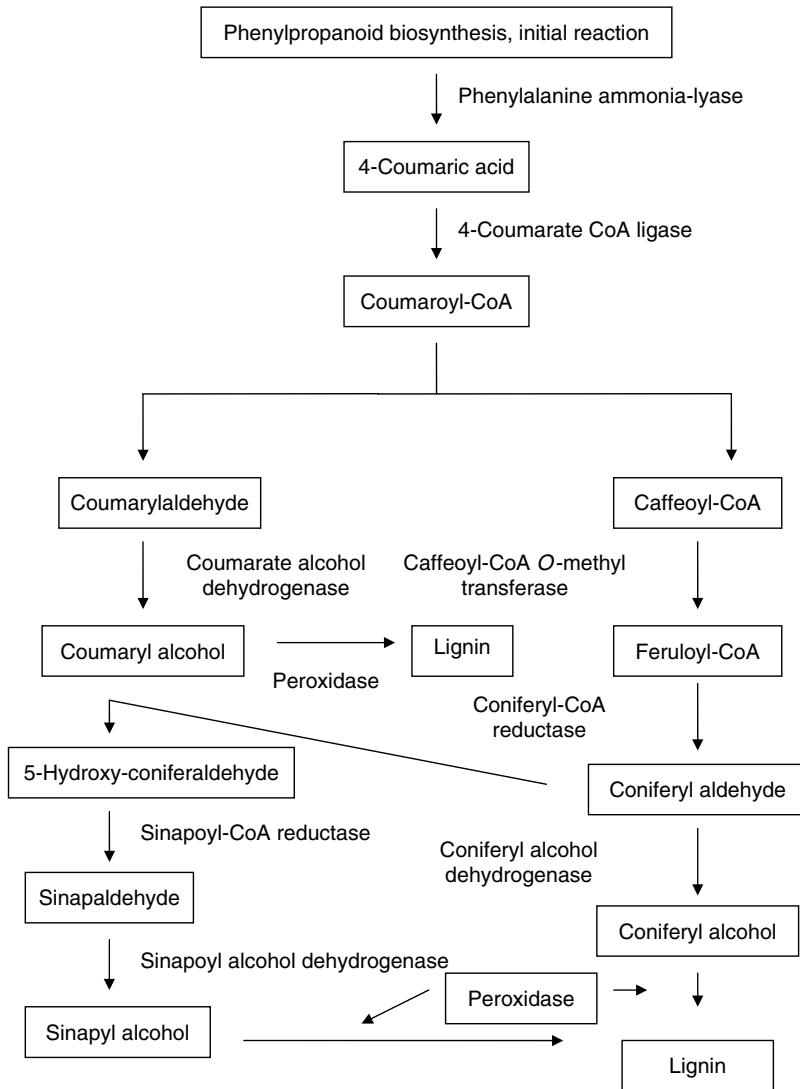 Phenylpropanoid biosynthesis, initial reaction
Phenylalanine ammonia-lyase
4-Coumaric acid
4-Coumarate CoA ligase
Coumaroyl-CoA
Coumarylaldehyde
Caffeoyl-CoA
Coumarate alcohol
dehydrogenase
Caffeoyl-CoA O-methyl
transferase
Coumaryl alcohol
Peroxidase
Lignin
Feruloyl-CoA
Coniferyl-CoA
reductase
5-Hydroxy-coniferaldehyde
Coniferyl aldehyde
Sinapoyl-CoA reductase
Coniferyl alcohol
dehydrogenase
Sinapaldehyde
Coniferyl alcohol
Sinapoyl alcohol dehydrogenase
Peroxidase
Sinapyl alcohol
Lignin